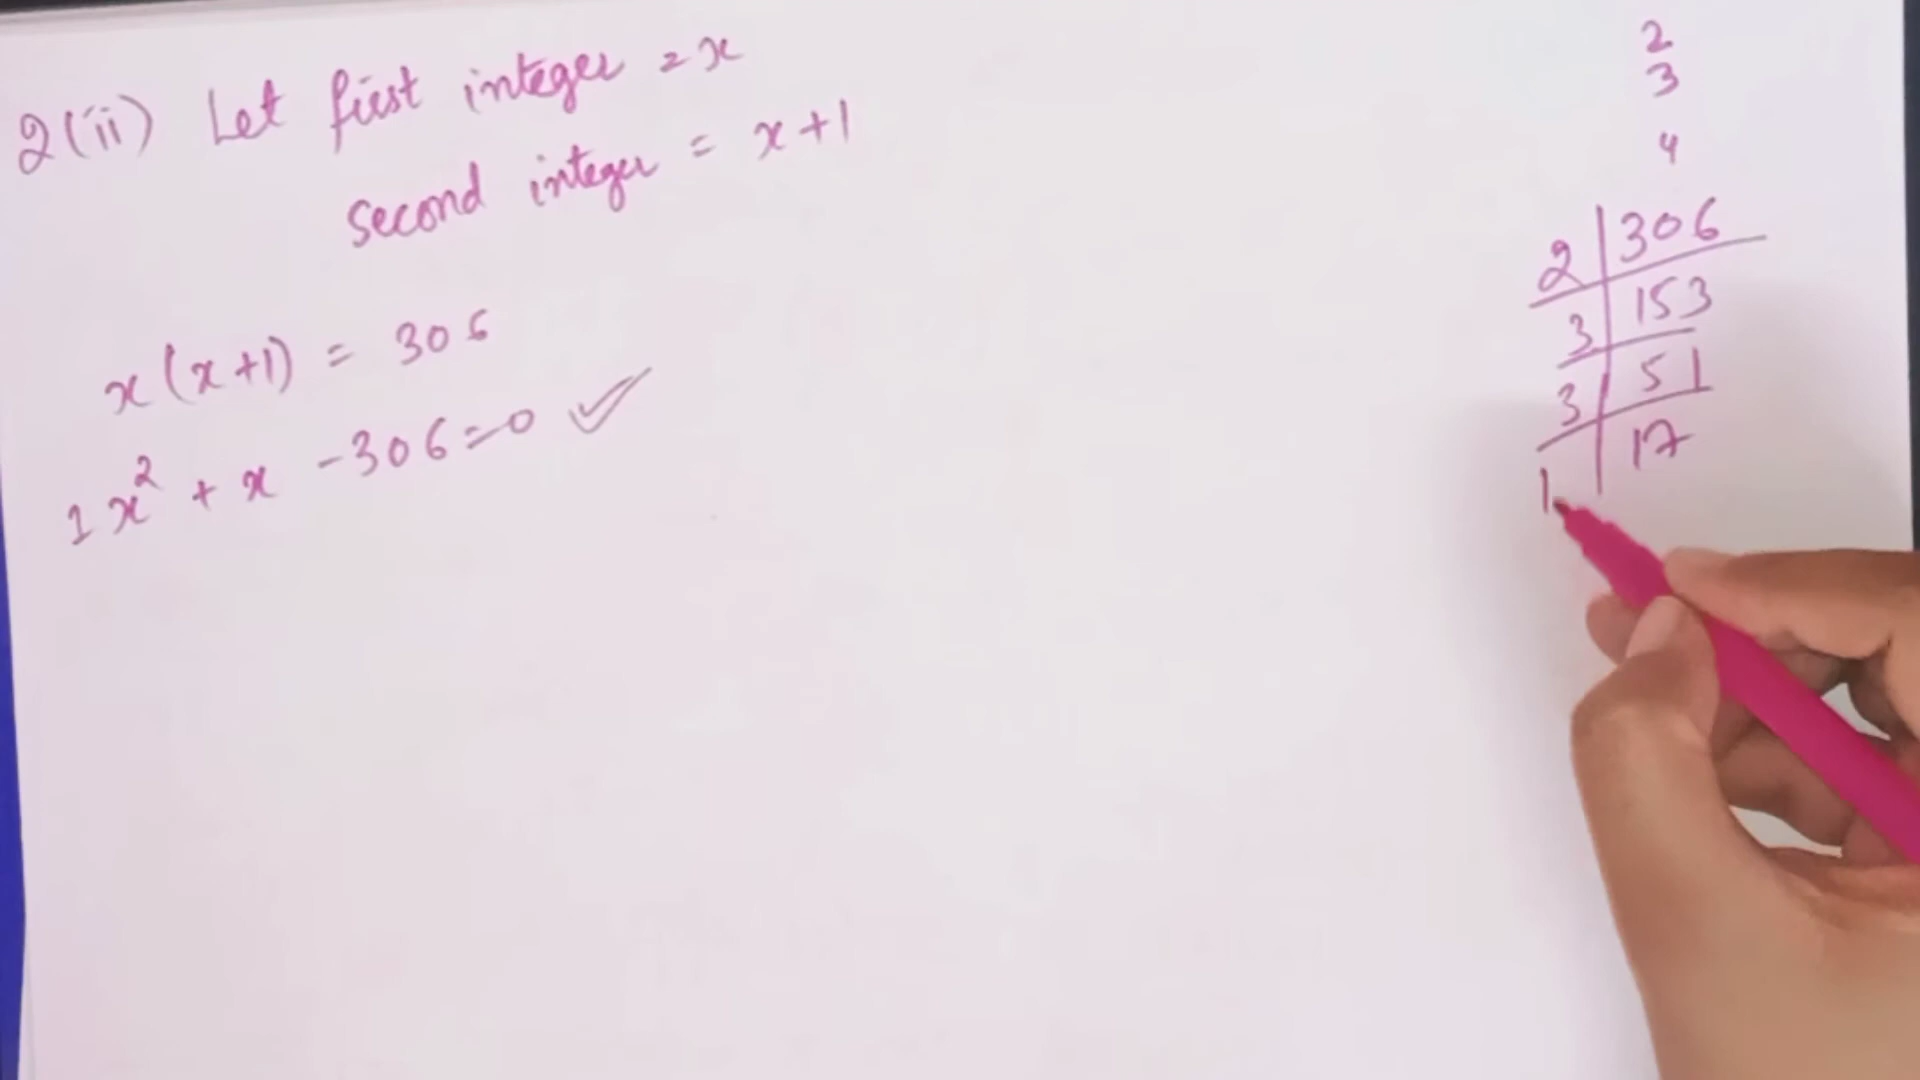 2(ii) Let first integer = x
second integer = x+1
x(x+1) = 306
1x² + x - 306=0 ✓
2
3
4
2 | 306
3 | 153
3 | 51
1 | 17